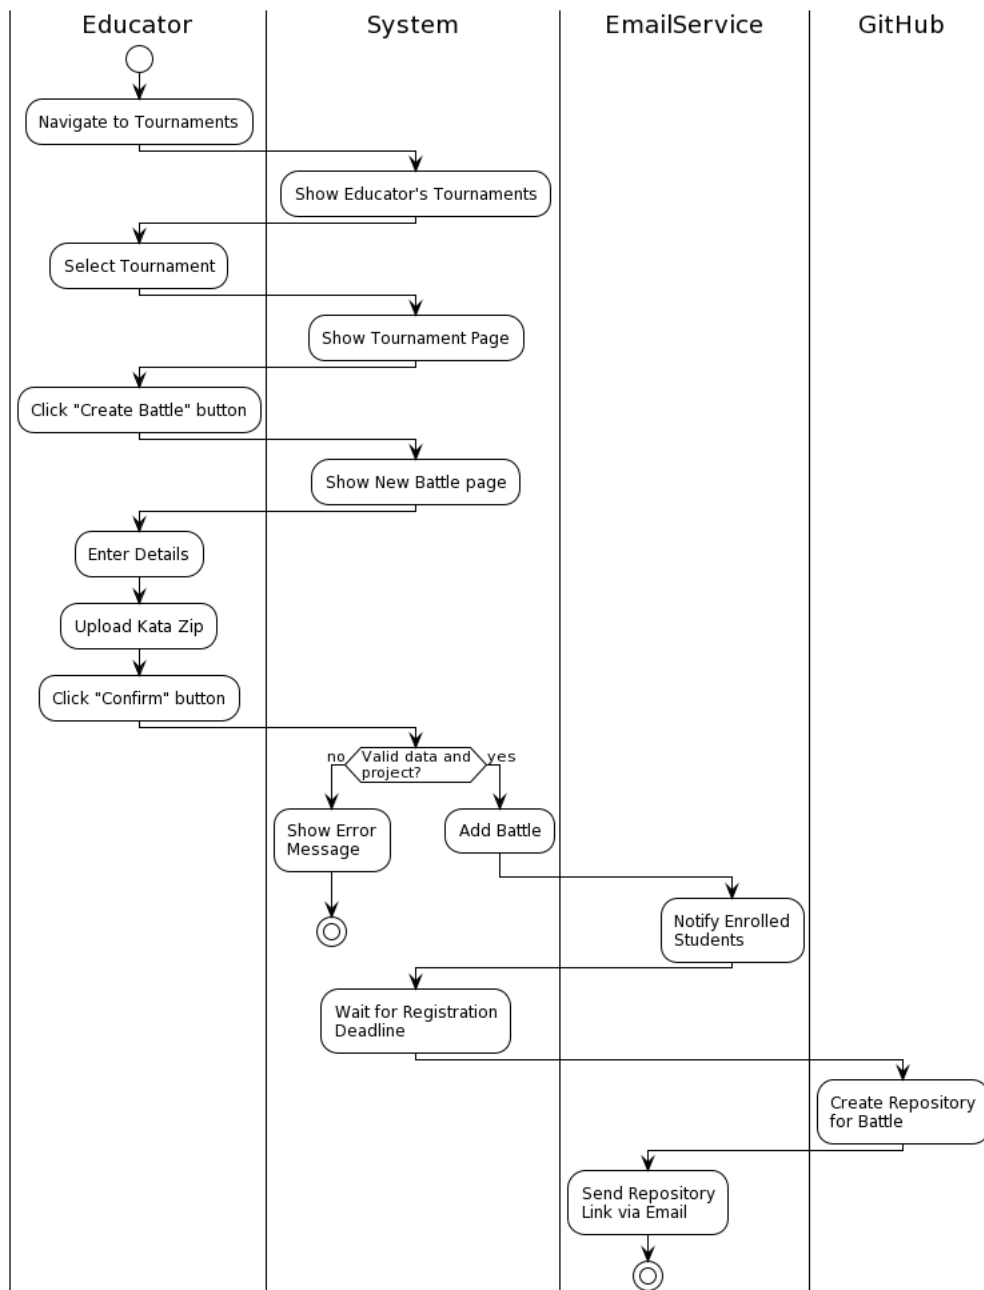 Educator
System
EmailService
GitHub
Navigate to Tournaments
Show Educator's Tournaments
Select Tournament
Show Tournament Page
Click "Create Battle" button
Show New Battle page
Enter Details
Upload Kata Zip
Click "Confirm" button
no
Valid data and
project?
yes
Show Error
Message
Add Battle
Notify Enrolled
Students
Wait for Registration
Deadline
Create Repository
for Battle
Send Repository
Link via Email